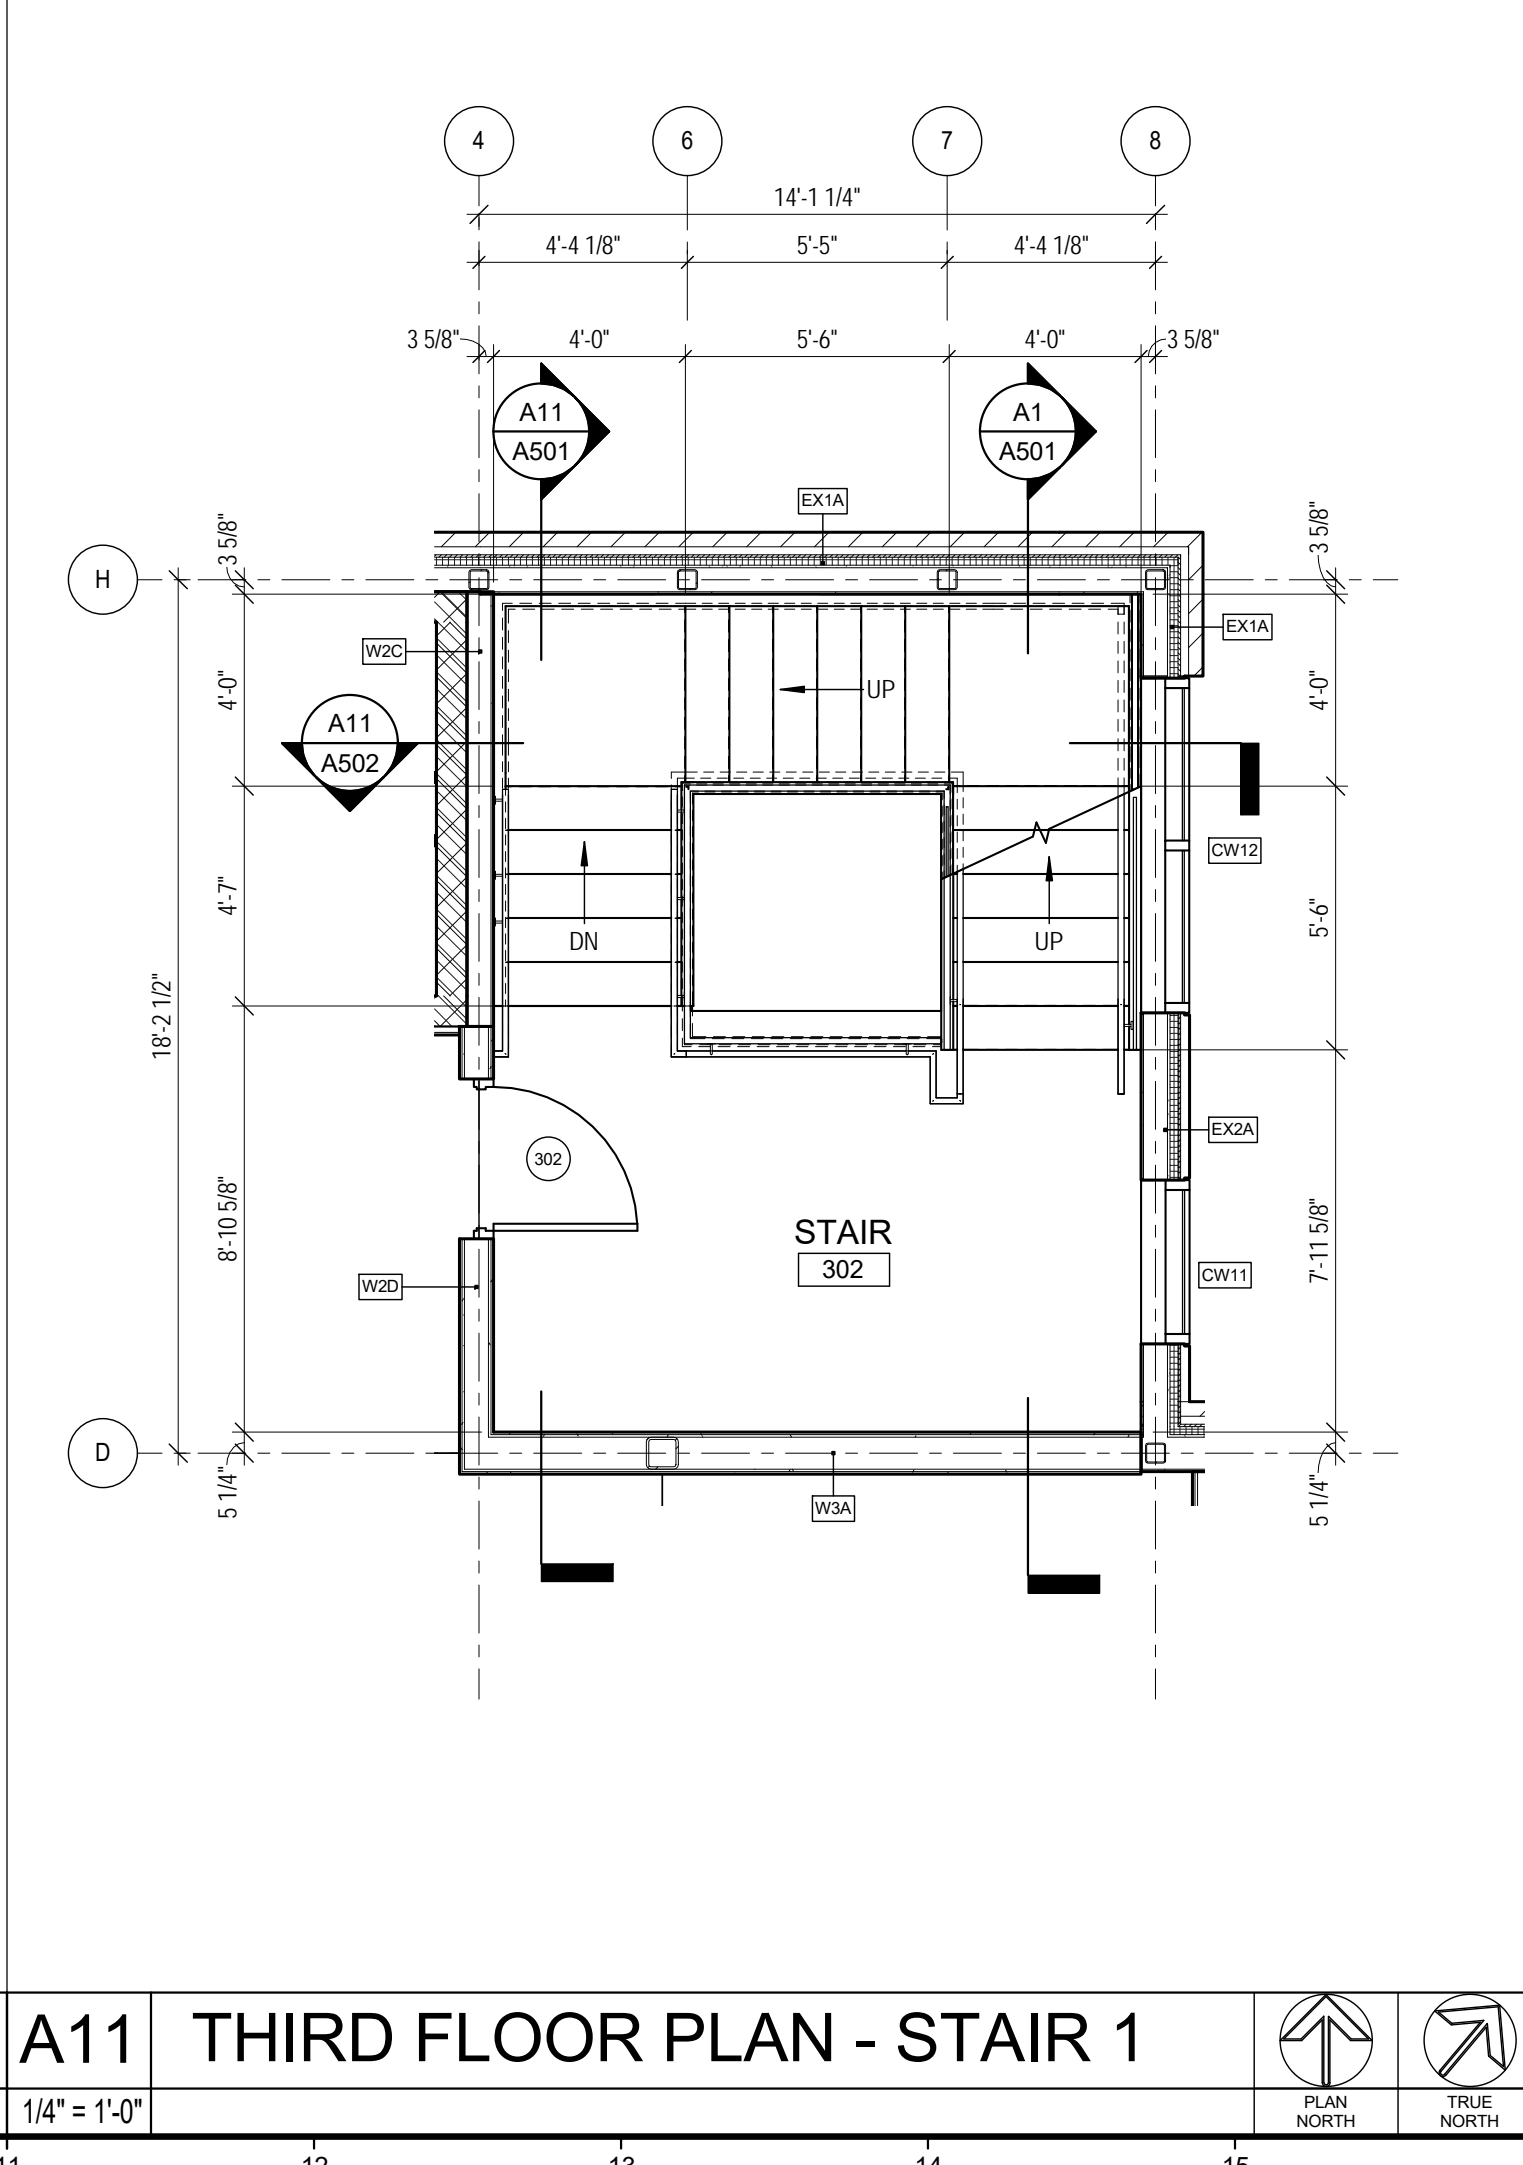 4 6 7 8
14'-1 1/4"
4'-4 1/8" 5'-5" 4'-4 1/8"
3 5/8" 4'-0" 5'-6" 4'-0" 3 5/8"
A11
A501
A1
A501
EX1A
3 5/8"
3 5/8"
H
EX1A
W2C
UP
4'-0"
4'-0"
A11
A502
CW12
4'-7"
5'-6"
DN
UP
18'-2 1/2"
EX2A
302
8'-10 5/8"
STAIR
302
7'-11 5/8"
CW11
W2D
D
5 1/4"
W3A
5 1/4"
A11
THIRD FLOOR PLAN - STAIR 1
1/4" = 1'-0"
PLAN
NORTH
TRUE
NORTH
11 12 13 14 15